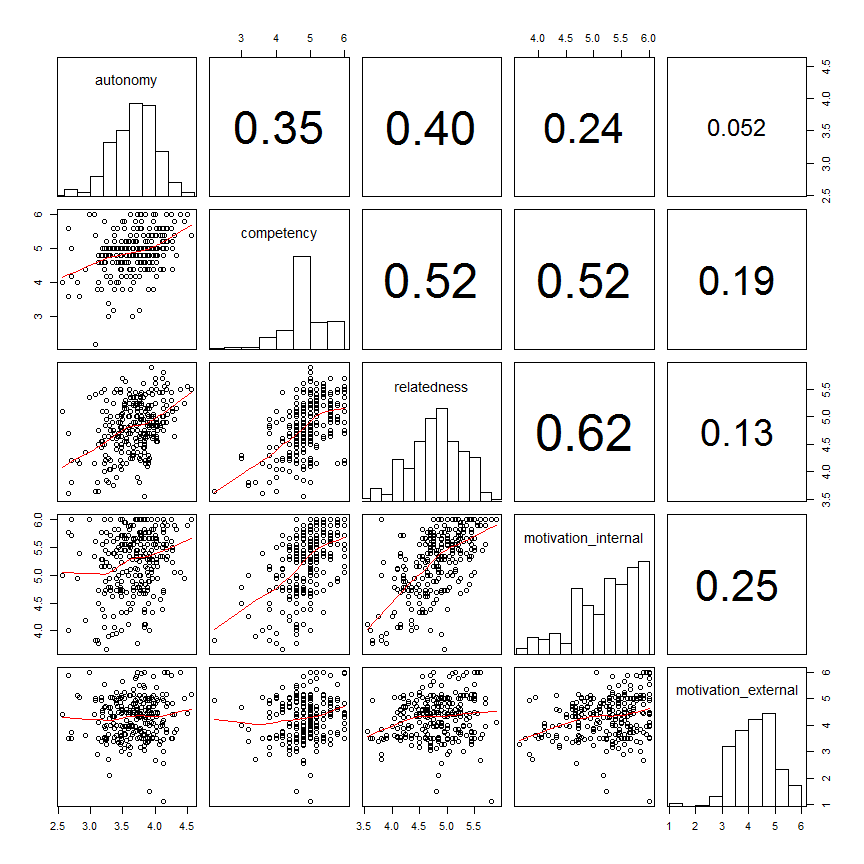 3 4 5 6 4.0 4.5 5.0 5.5 6.0
autonomy
0.35 0.40 0.24 0.052
2.5 3.0 3.5 4.0 4.5
3 4 5 6
competency
0.52 0.52 0.19
relatedness
0.62 0.13
3.5 4.0 4.5 5.0 5.5
4.0 4.5 5.0 5.5 6.0
motivation_internal
0.25
motivation_external
1 2 3 4 5 6
2.5 3.0 3.5 4.0 4.5 3.5 4.0 4.5 5.0 5.5 1 2 3 4 5 6